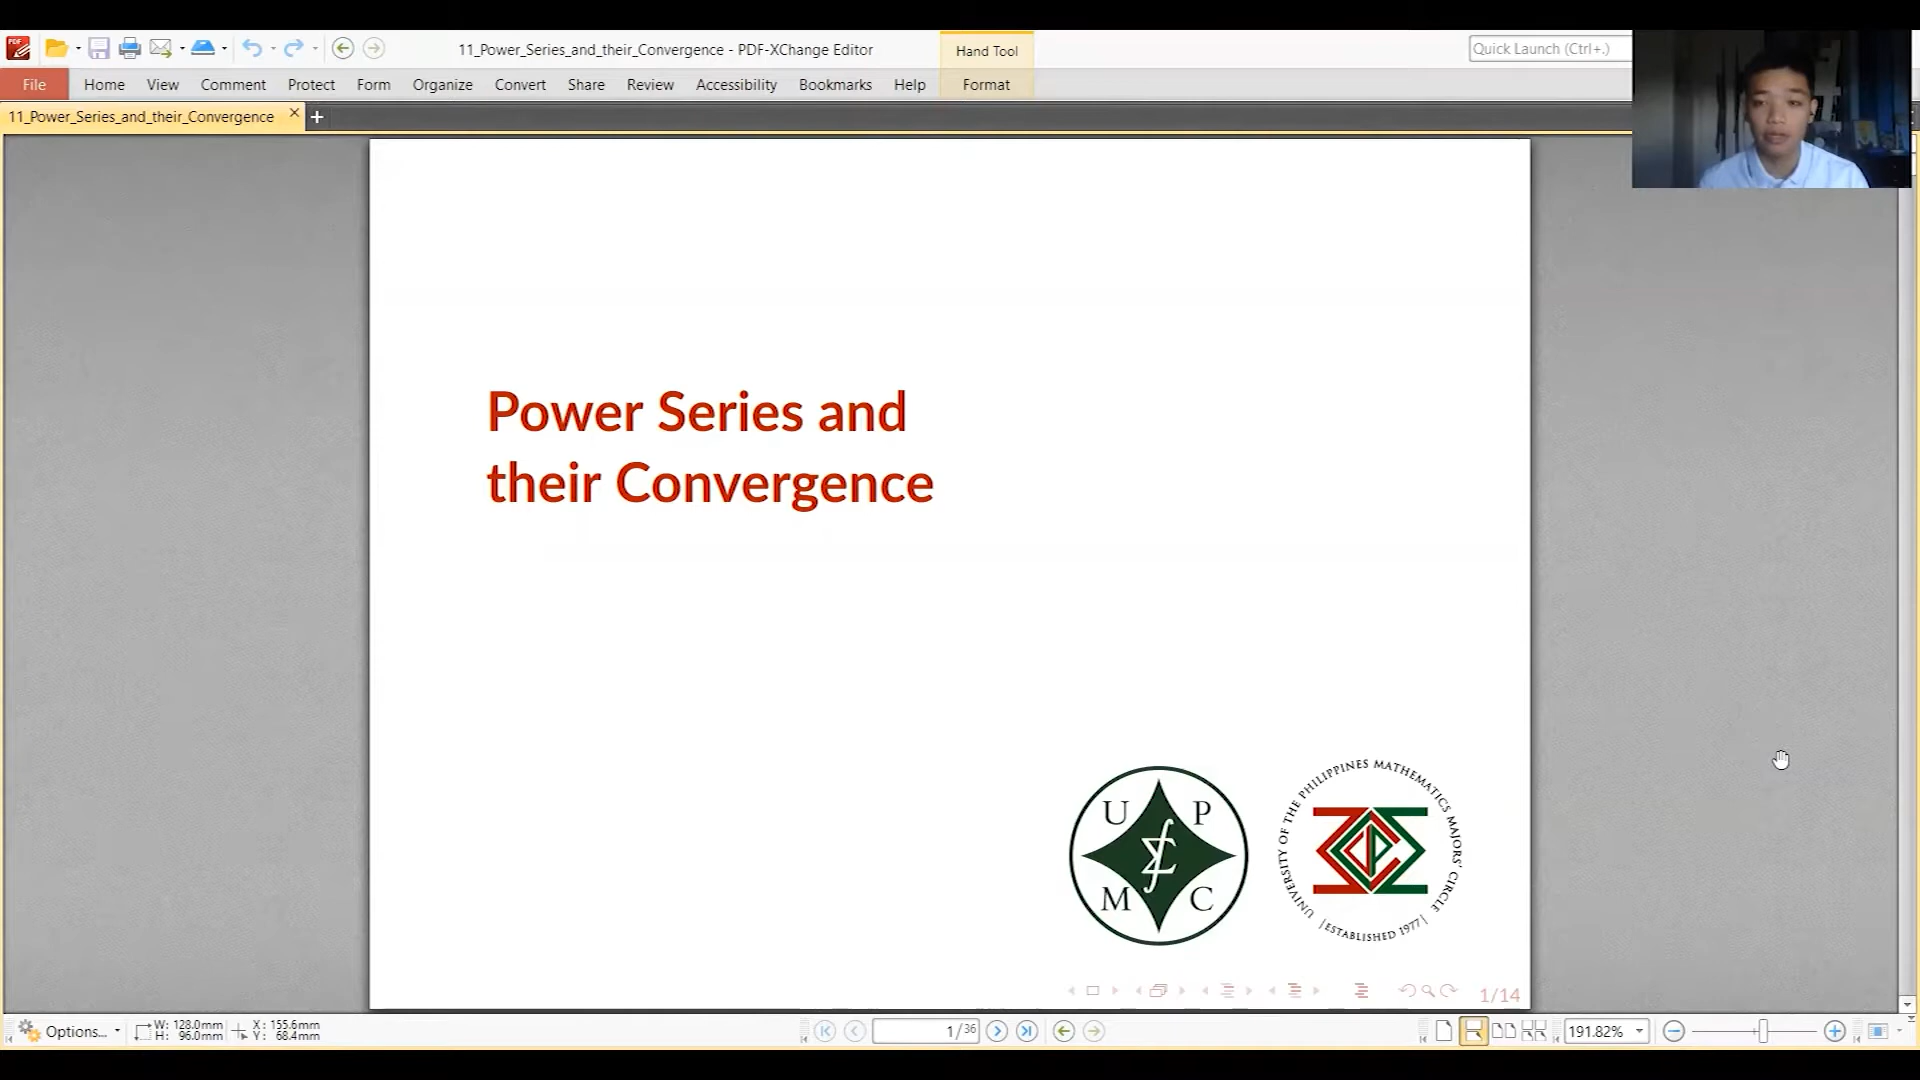 11_Power_Series_and_their_Convergence - PDF-XChange Editor
Hand Tool
Quick Launch (Ctrl+.)
File Home View Comment Protect Form Organize Convert Share Review Accessibility Bookmarks Help Format
11_Power_Series_and_their_Convergence
Power Series and
their Convergence
U P
M C
UNIVERSITY OF THE PHILIPPINES MATHEMATICS MAJORS' CIRCLE
|ESTABLISHED 1977|
1/14
Options...
W: 128.0mm
H: 96.0mm
X: 155.6mm
Y: 68.4mm
1/36
191.82%